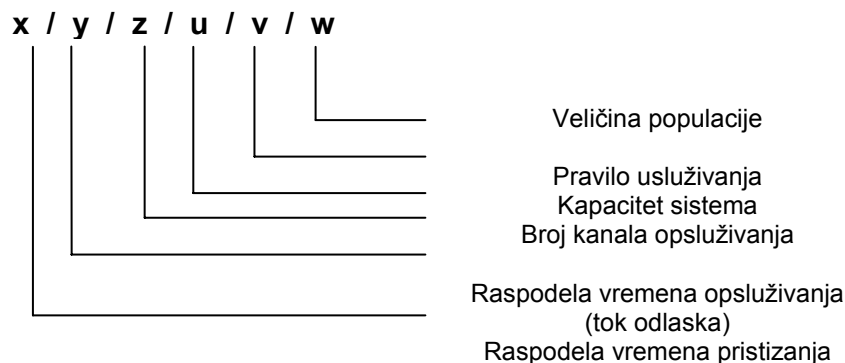 x / y / z / u / v / w
Veličina populacije
Pravilo usluživanja
Kapacitet sistema
Broj kanala opsluživanja
Raspodela vremena opsluživanja
(tok odlaska)
Raspodela vremena pristizanja